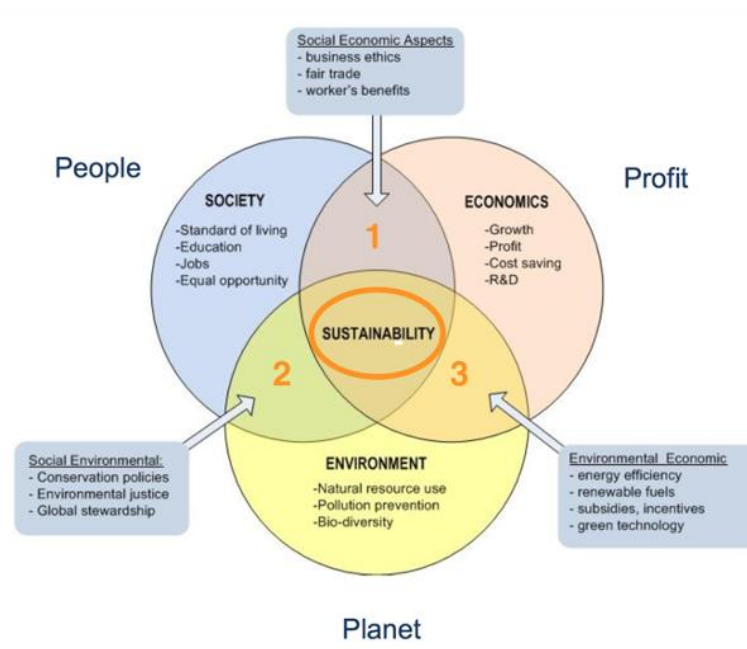 Social Economic Aspects
- business ethics
- fair trade
- worker's benefits
People
Profit
SOCIETY
-Standard of living
-Education
-Jobs
-Equal opportunity
1
ECONOMICS
-Growth
-Profit
-Cost saving
-R&D
SUSTAINABILITY
2
3
Social Environmental:
- Conservation policies
- Environmental justice
- Global stewardship
ENVIRONMENT
-Natural resource use
-Pollution prevention
-Bio-diversity
Environmental Economic
- energy efficiency
- renewable fuels
- subsidies, incentives
- green technology
Planet